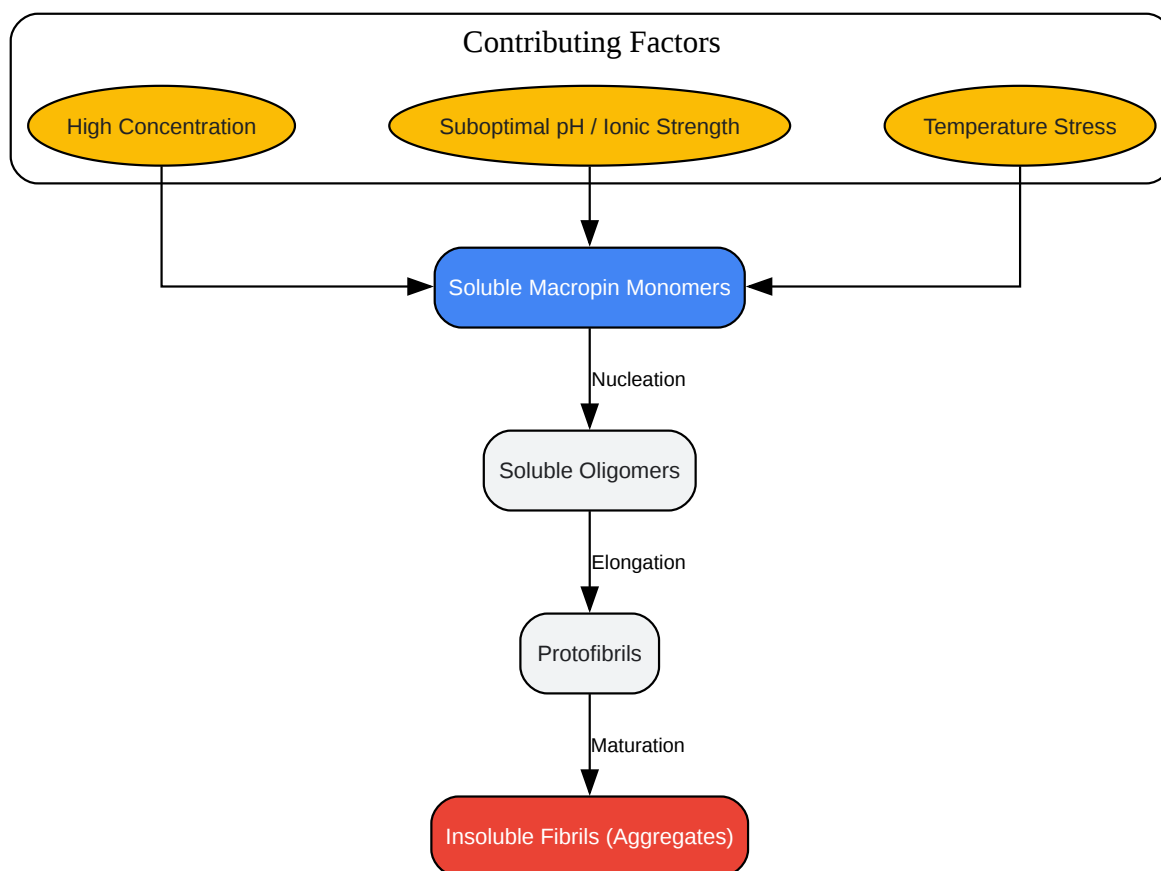 Contributing Factors
High Concentration
Suboptimal pH / Ionic Strength
Temperature Stress
Soluble Macropin Monomers
Nucleation
Soluble Oligomers
Elongation
Protofibrils
Maturation
Insoluble Fibrils (Aggregates)